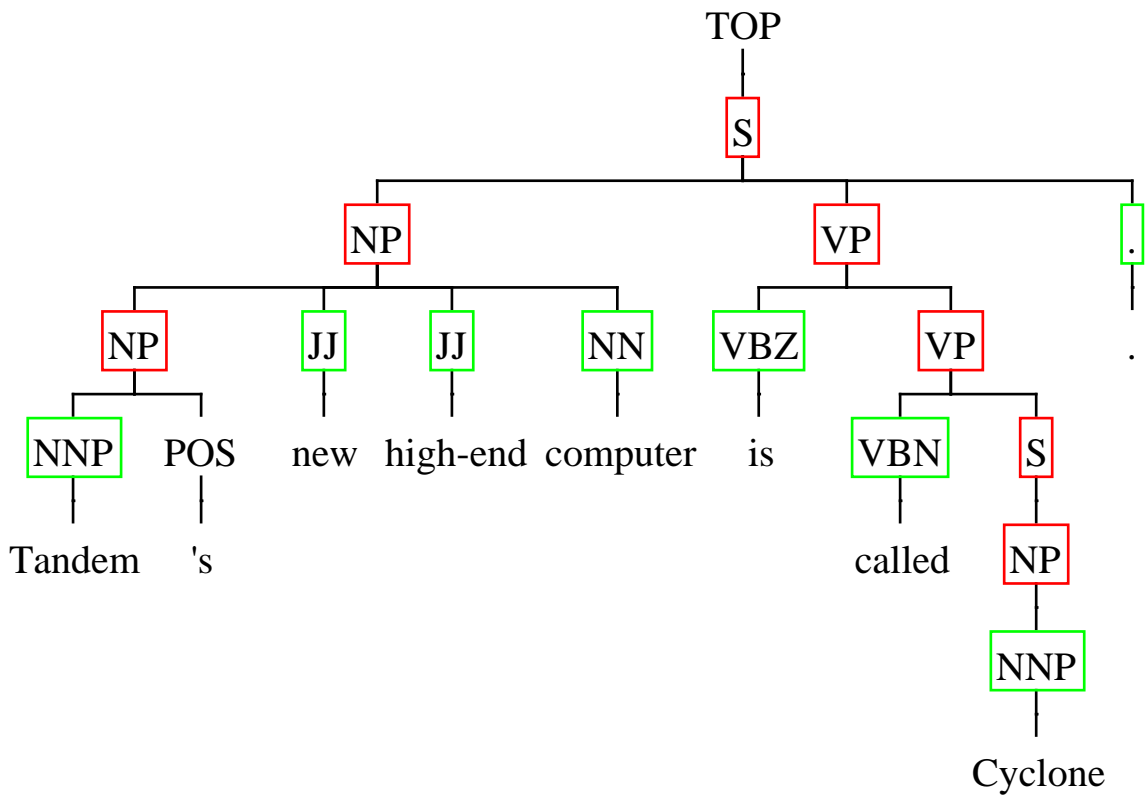 TOP
S
NP VP .
NP JJ JJ NN VBZ VP .
NNP POS new high-end computer is VBN S
Tandem 's called NP
NNP
Cyclone